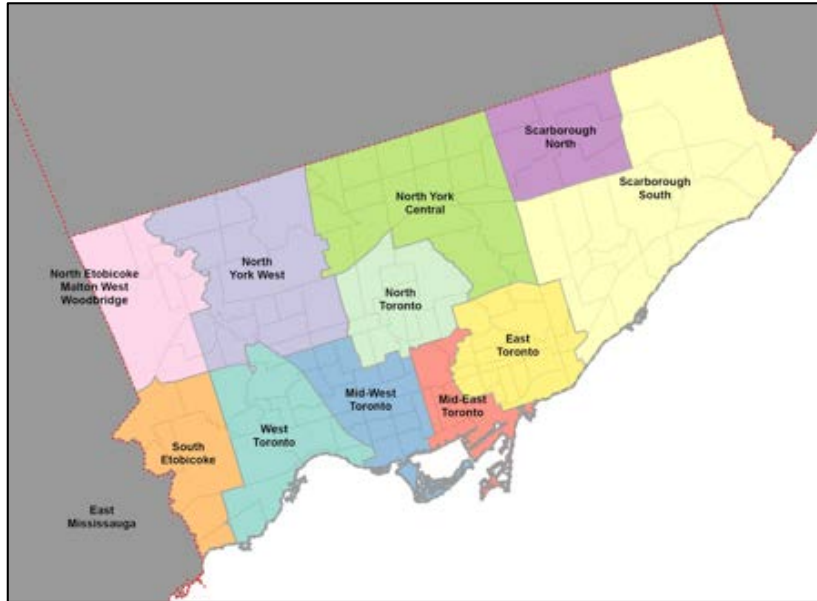 Scarborough
North
Scarborough
South
North York
Central
North
York West
North Etobicoke
Malton West
Woodbridge
North
Toronto
East
Toronto
Mid-West
Toronto
Mid-East
Toronto
West
Toronto
South
Etobicoke
East
Mississauga